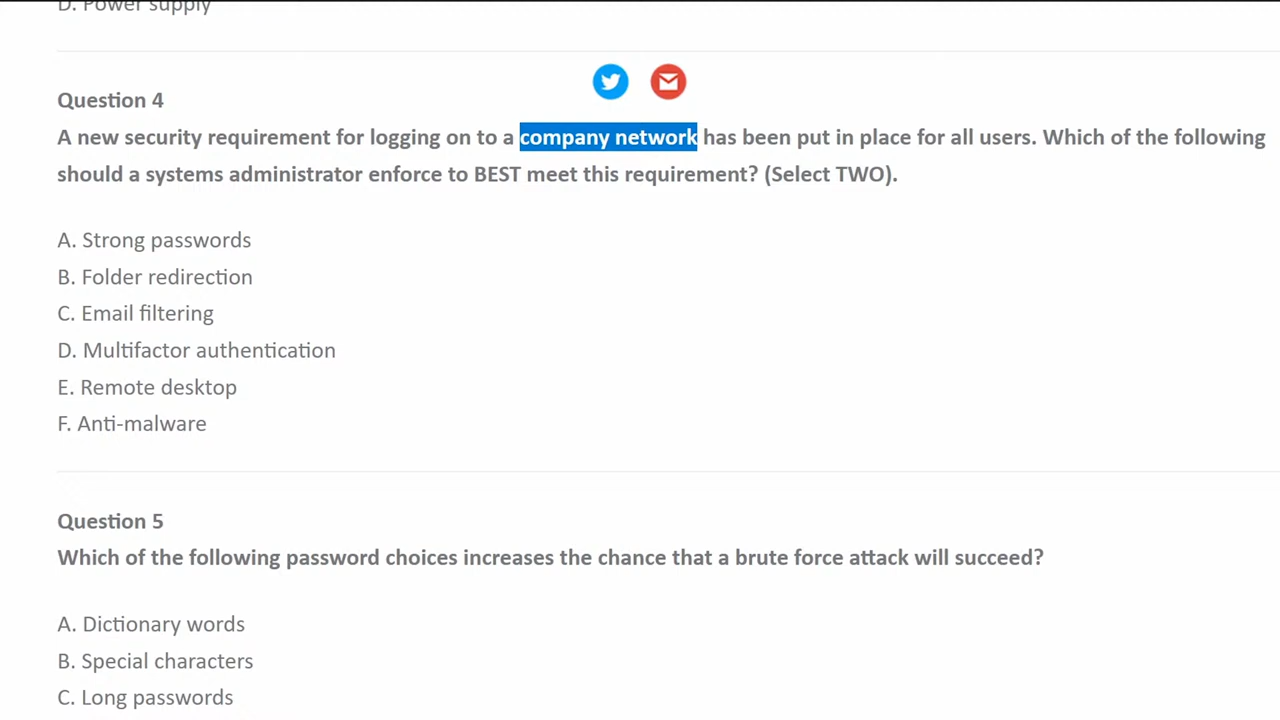 D. Power supply
Question 4
A new security requirement for logging on to a company network has been put in place for all users. Which of the following
should a systems administrator enforce to BEST meet this requirement? (Select TWO).
A. Strong passwords
B. Folder redirection
C. Email filtering
D. Multifactor authentication
E. Remote desktop
F. Anti-malware
Question 5
Which of the following password choices increases the chance that a brute force attack will succeed?
A. Dictionary words
B. Special characters
C. Long passwords